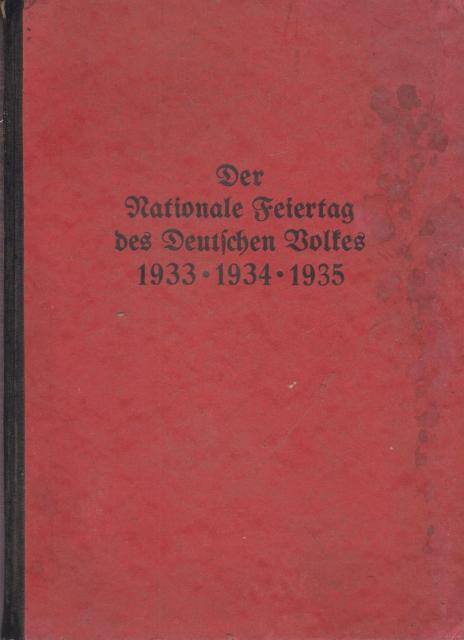 Der
Nationale Feiertag
des Deutschen Volkes
1933 • 1934 • 1935